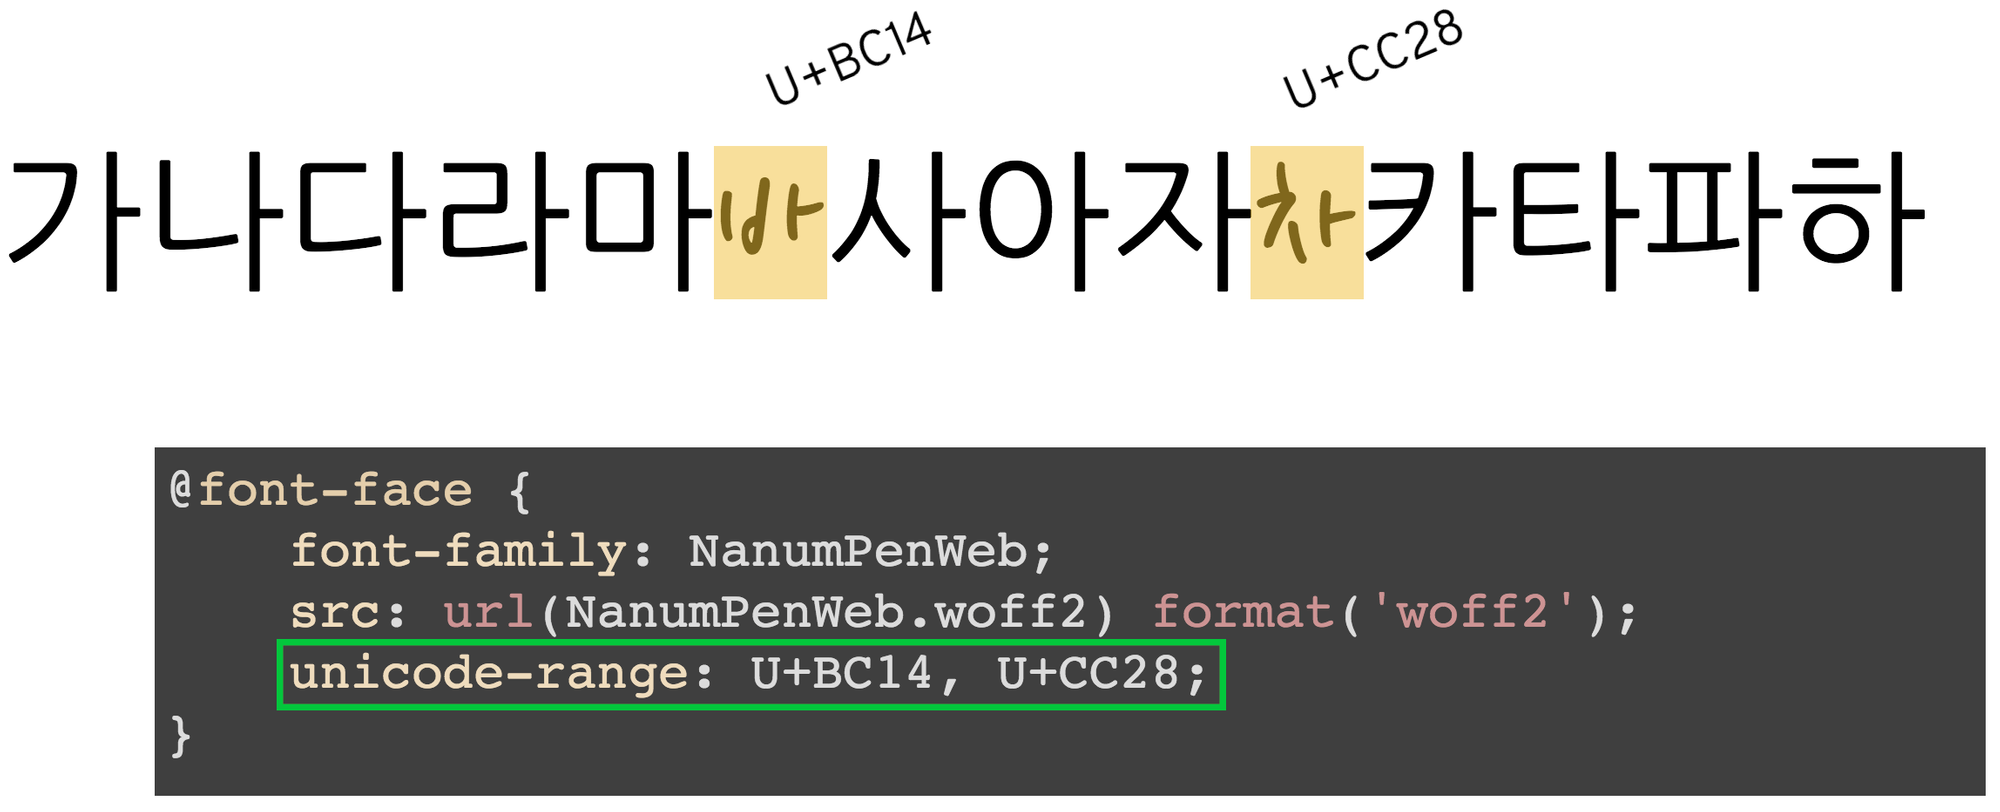 U+BC14 U+CC28
가나다라마바사아자차카타파하
@font-face {
    font-family: NanumPenWeb;
    src: url(NanumPenWeb.woff2) format('woff2');
    unicode-range: U+BC14, U+CC28;
}